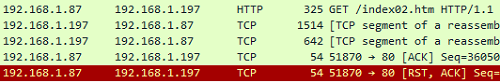 192.168.1.87 192.168.1.197 HTTP 325 GET /index02.htm HTTP/1.1
192.168.1.197 192.168.1.87 TCP 1514 [TCP segment of a reassemb
192.168.1.197 192.168.1.87 TCP 642 [TCP segment of a reassemb
192.168.1.87 192.168.1.197 TCP 54 51870 → 80 [ACK] Seq=36050
192.168.1.87 192.168.1.197 TCP 54 51870 → 80 [RST, ACK] Seq=